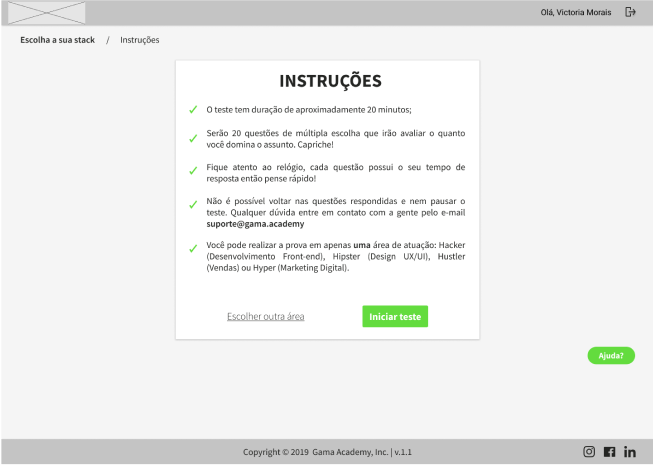 Olá, Victoria Morais
Escolha a sua stack / Instruções
INSTRUÇÕES
O teste tem duração de aproximadamente 20 minutos;
Serão 20 questões de múltipla escolha que irão avaliar o quanto
você domina o assunto. Capriche!
Fique atento ao relógio, cada questão possui o seu tempo de
resposta então pense rápido!
Não é possível voltar nas questões respondidas e nem pausar o
teste. Qualquer dúvida entre em contato com a gente pelo e-mail
suporte@gama.academy
Você pode realizar a prova em apenas uma área de atuação: Hacker
(Desenvolvimento Front-end), Hipster (Design UX/UI), Hustler
(Vendas) ou Hyper (Marketing Digital).
Escolher outra área
Iniciar teste
Ajuda?
Copyright © 2019 Gama Academy, Inc. | v.1.1